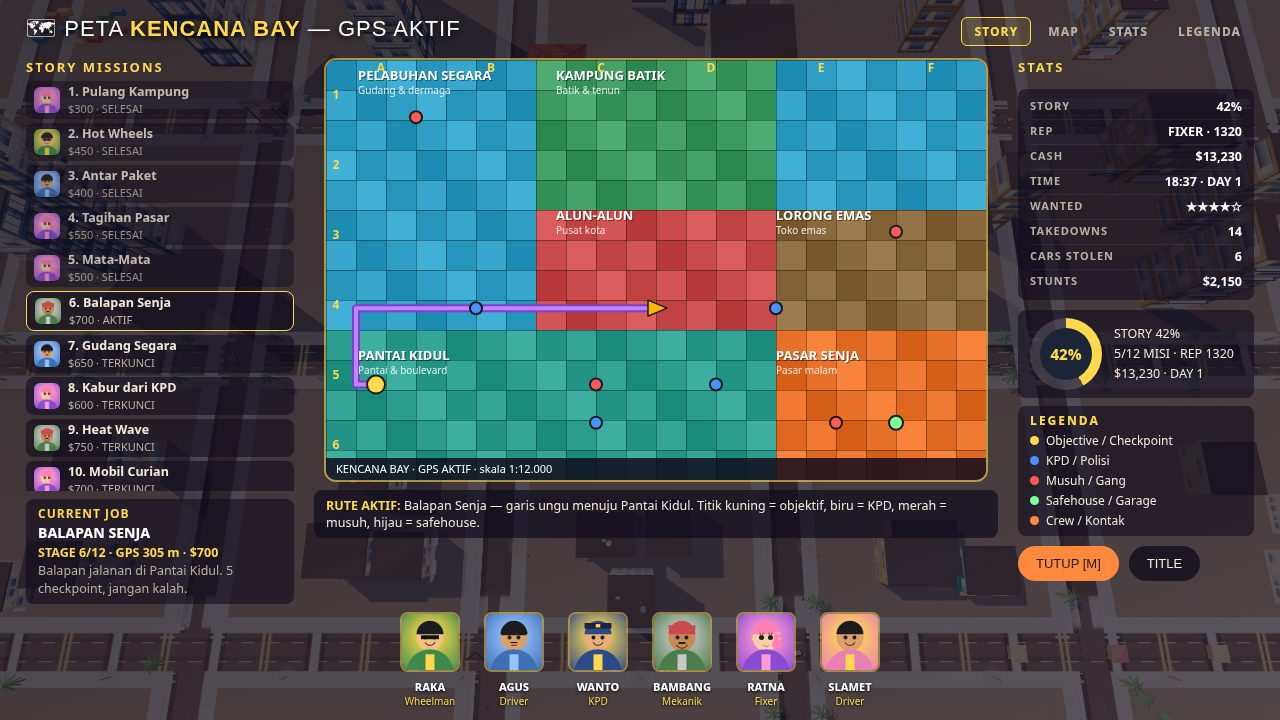 PETA KENCANA BAY — GPS AKTIF
STORY
MAP
STATS
LEGENDA
STORY MISSIONS
1. Pulang Kampung
$300 · SELESAI
2. Hot Wheels
$450 · SELESAI
3. Antar Paket
$400 · SELESAI
4. Tagihan Pasar
$550 · SELESAI
5. Mata-Mata
$500 · SELESAI
6. Balapan Senja
$700 · AKTIF
7. Gudang Segara
$650 · TERKUNCI
8. Kabur dari KPD
$600 · TERKUNCI
9. Heat Wave
$750 · TERKUNCI
10. Mobil Curian
$700 · TERKUNCI
CURRENT JOB
BALAPAN SENJA
STAGE 6/12 · GPS 305 m · $700
Balapan jalanan di Pantai Kidul. 5
checkpoint, jangan kalah.
A B C D E F
PELABUHAN SEGARA
Gudang & dermaga
KAMPUNG BATIK
Batik & tenun
1
2
ALUN-ALUN
Pusat kota
LORONG EMAS
Toko emas
3
4
PANTAI KIDUL
Pantai & boulevard
PASAR SENJA
Pasar malam
5
6
KENCANA BAY · GPS AKTIF · skala 1:12.000
RUTE AKTIF: Balapan Senja — garis ungu menuju Pantai Kidul. Titik kuning = objektif, biru = KPD, merah =
musuh, hijau = safehouse.
STATS
STORY 42%
REP FIXER · 1320
CASH $13,230
TIME 18:37 · DAY 1
WANTED ★★★★☆
TAKEDOWNS 14
CARS STOLEN 6
STUNTS $2,150
42%
STORY 42%
5/12 MISI · REP 1320
$13,230 · DAY 1
LEGENDA
Objective / Checkpoint
KPD / Polisi
Musuh / Gang
Safehouse / Garage
Crew / Kontak
TUTUP [M]
TITLE
RAKA
Wheelman
AGUS
Driver
WANTO
KPD
BAMBANG
Mekanik
RATNA
Fixer
SLAMET
Driver